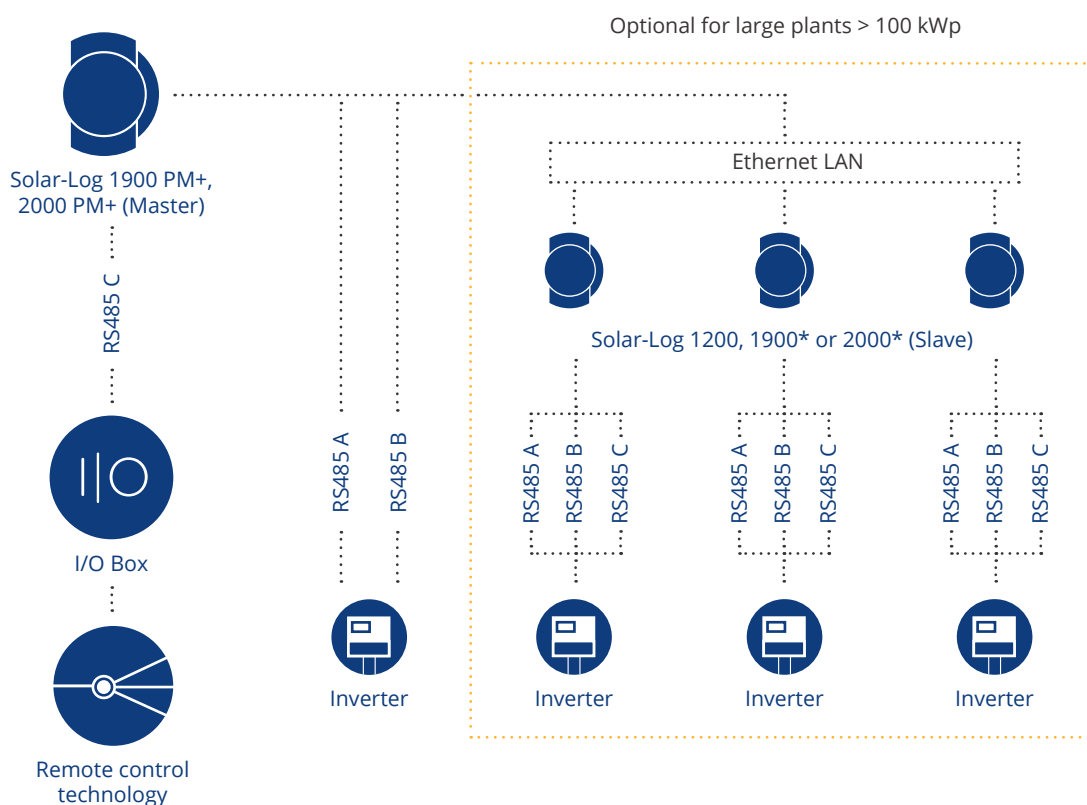 Optional for large plants > 100 kWp
Ethernet LAN
Solar-Log 1900 PM+,
2000 PM+ (Master)
RS485 C
Solar-Log 1200, 1900* or 2000* (Slave)
RS485 A
RS485 B
RS485 A
RS485 B
RS485 C
RS485 A
RS485 B
RS485 C
RS485 A
RS485 B
RS485 C
I/O Box
Inverter
Inverter
Inverter
Inverter
Remote control
technology